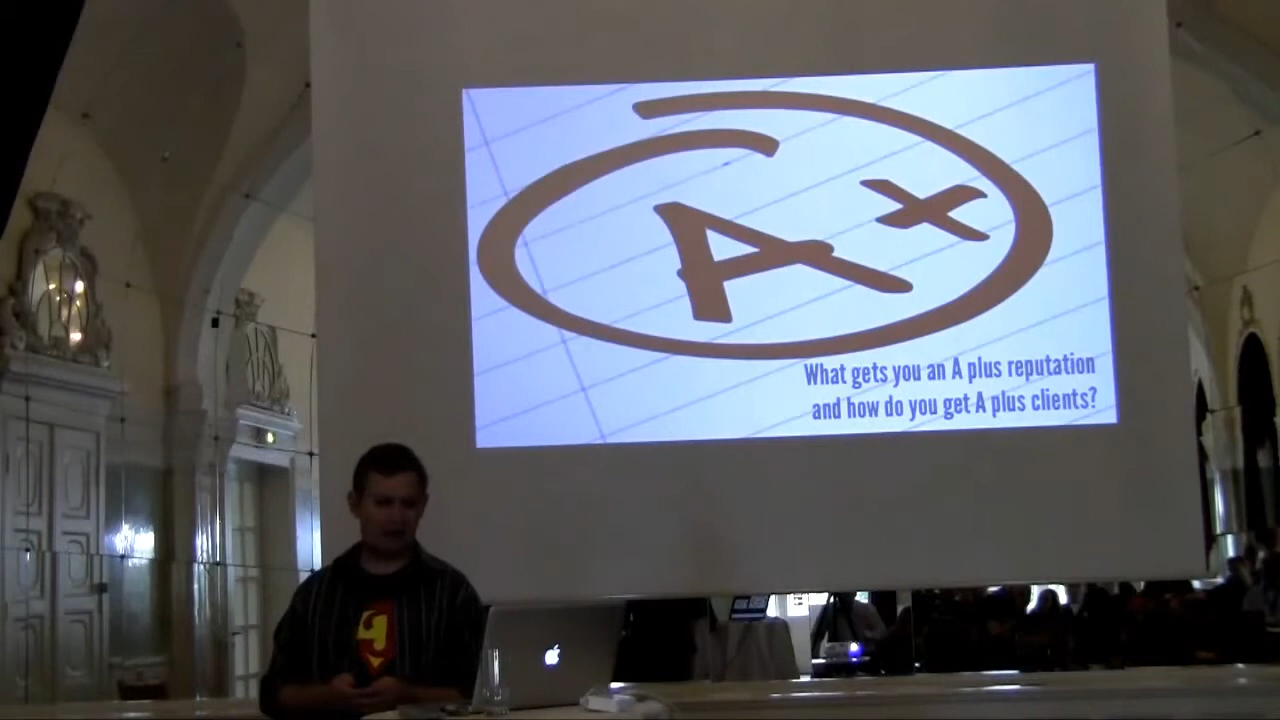 A+
What gets you an A plus reputation
and how do you get A plus clients?